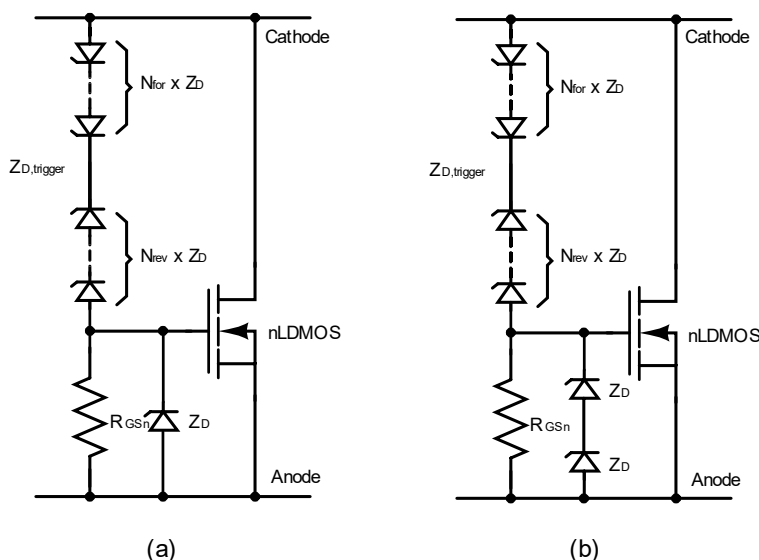 Cathode
Nfor x ZD
ZD,trigger
Nrev x ZD
nLDMOS
RGSn
ZD
Anode
(a)
Cathode
Nfor x ZD
ZD,trigger
Nrev x ZD
nLDMOS
ZD
RGSn
ZD
Anode
(b)